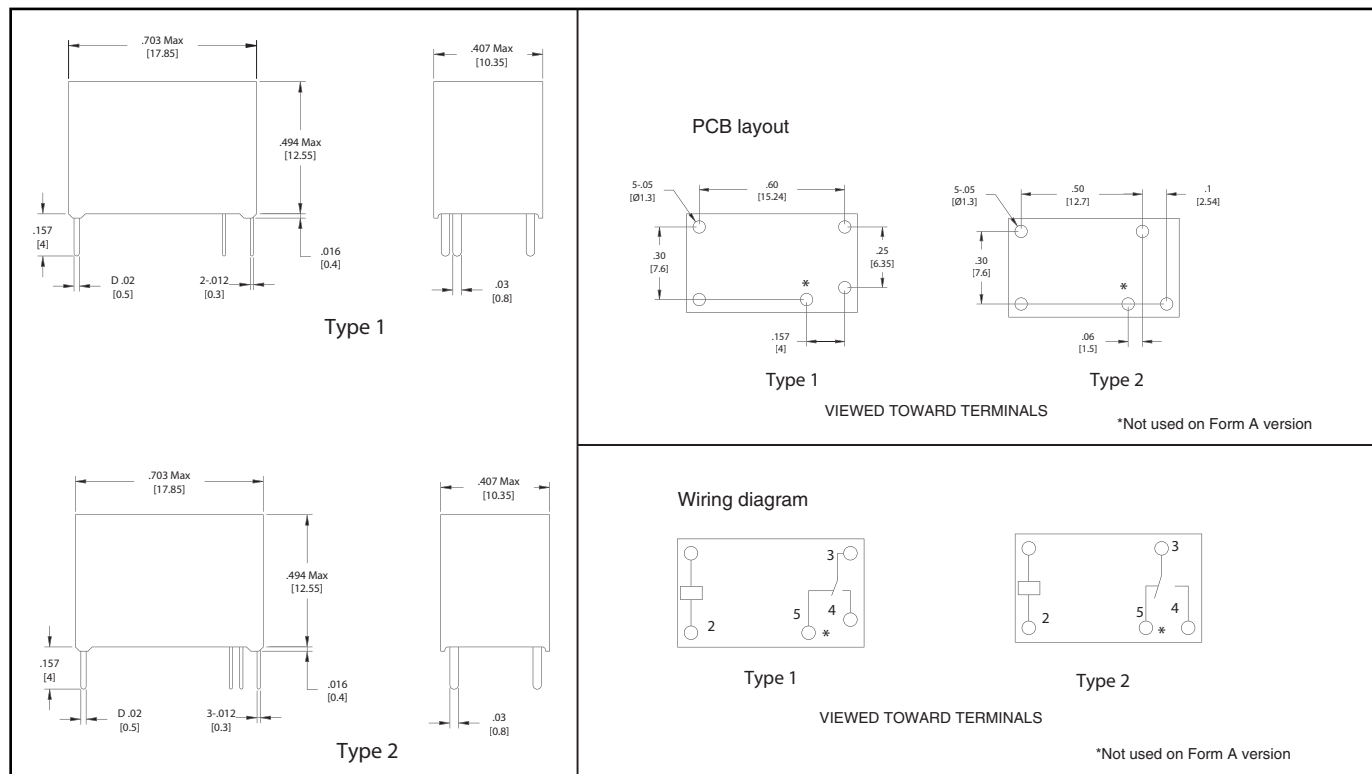 .703 Max
[17.85]
.407 Max
[10.35]
.494 Max
[12.55]
.157
[4]
.016
[0.4]
D .02
[0.5]
2-.012
[0.3]
.03
[0.8]
Type 1
.703 Max
[17.85]
.407 Max
[10.35]
.494 Max
[12.55]
.157
[4]
.016
[0.4]
D .02
[0.5]
3-.012
[0.3]
.03
[0.8]
Type 2
PCB layout
5-.05
[Ø1.3]
.60
[15.24]
.30
[7.6]
.25
[6.35]
*
.157
[4]
Type 1
5-.05
[Ø1.3]
.50
[12.7]
.1
[2.54]
.30
[7.6]
*
.06
[1.5]
Type 2
VIEWED TOWARD TERMINALS
*Not used on Form A version
Wiring diagram
3
5
4
2
*
Type 1
3
5
4
2
*
Type 2
VIEWED TOWARD TERMINALS
*Not used on Form A version